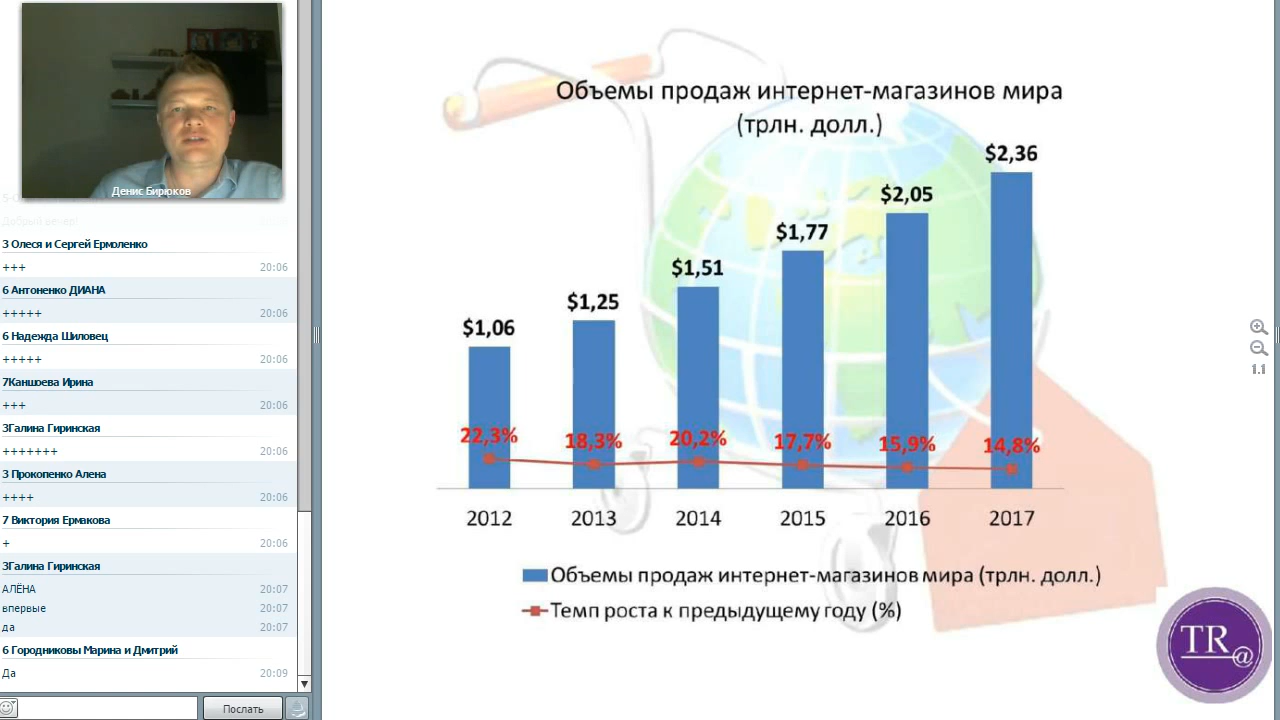 Денис Бирюков
Добрый вечер!
3 Олеся и Сергей Ермоленко
+++ 20:06
6 Антоненко ДИАНА
+++++ 20:06
6 Надежда Шиловец
+++++ 20:06
7Каншоева Ирина
+++ 20:06
3Галина Гиринская
+++++++ 20:06
3 Прокопенко Алена
++++ 20:06
7 Виктория Ермакова
+ 20:06
3Галина Гиринская
АЛЁНА 20:07
впервые 20:07
да 20:07
6 Городниковы Марина и Дмитрий
Да 20:09
Послать
Объемы продаж интернет-магазинов мира
(трлн. долл.)
$1,06
$1,25
$1,51
$1,77
$2,05
$2,36
22,3% 18,3% 20,2% 17,7% 15,9% 14,8%
2012 2013 2014 2015 2016 2017
Объемы продаж интернет-магазинов мира (трлн. долл.)
Темп роста к предыдущему году (%)
1.1
TR@